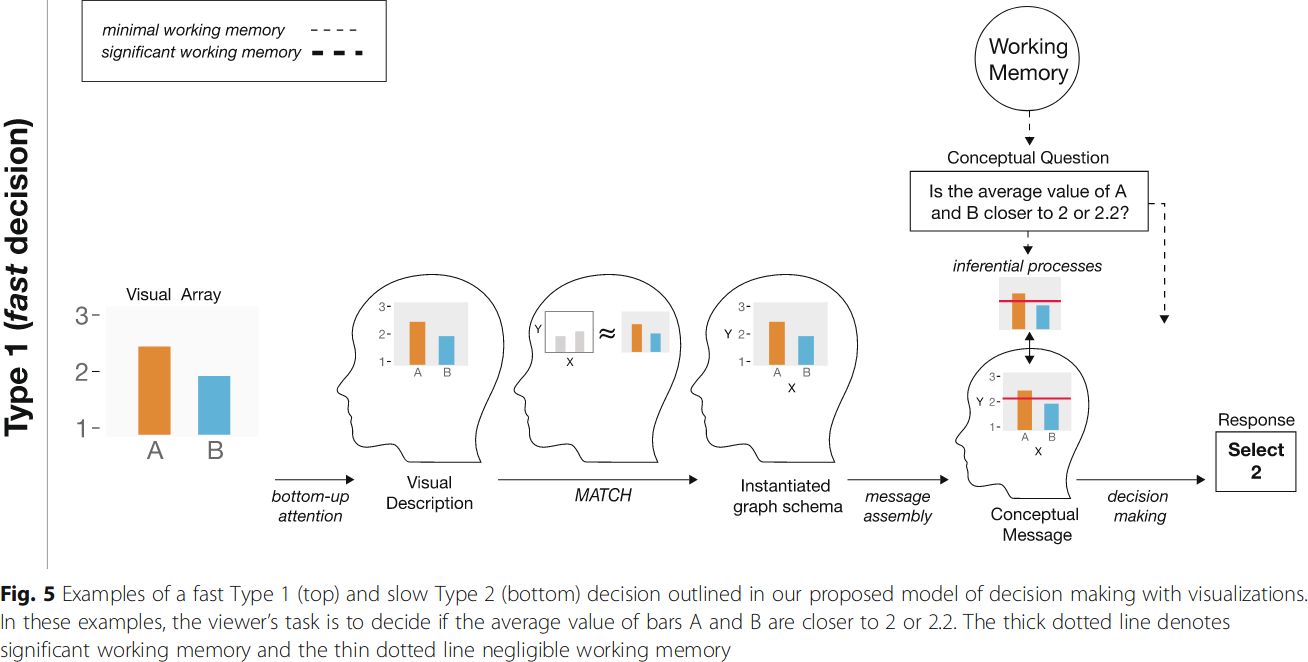 minimal working memory
significant working memory
Type 1 (fast decision)
Visual Array
3
2
1
A
B
bottom-up
attention
3
2
1
A
B
Visual
Description
Y
X
≈
MATCH
3
Y 2
1
A
B
X
Instantiated
graph schema
message
assembly
Working
Memory
Conceptual Question
Is the average value of A
and B closer to 2 or 2.2?
inferential processes
3
Y 2
1
A
B
X
Conceptual
Message
decision
making
Response
Select
2
Fig. 5 Examples of a fast Type 1 (top) and slow Type 2 (bottom) decision outlined in our proposed model of decision making with visualizations.
In these examples, the viewer’s task is to decide if the average value of bars A and B are closer to 2 or 2.2. The thick dotted line denotes
significant working memory and the thin dotted line negligible working memory